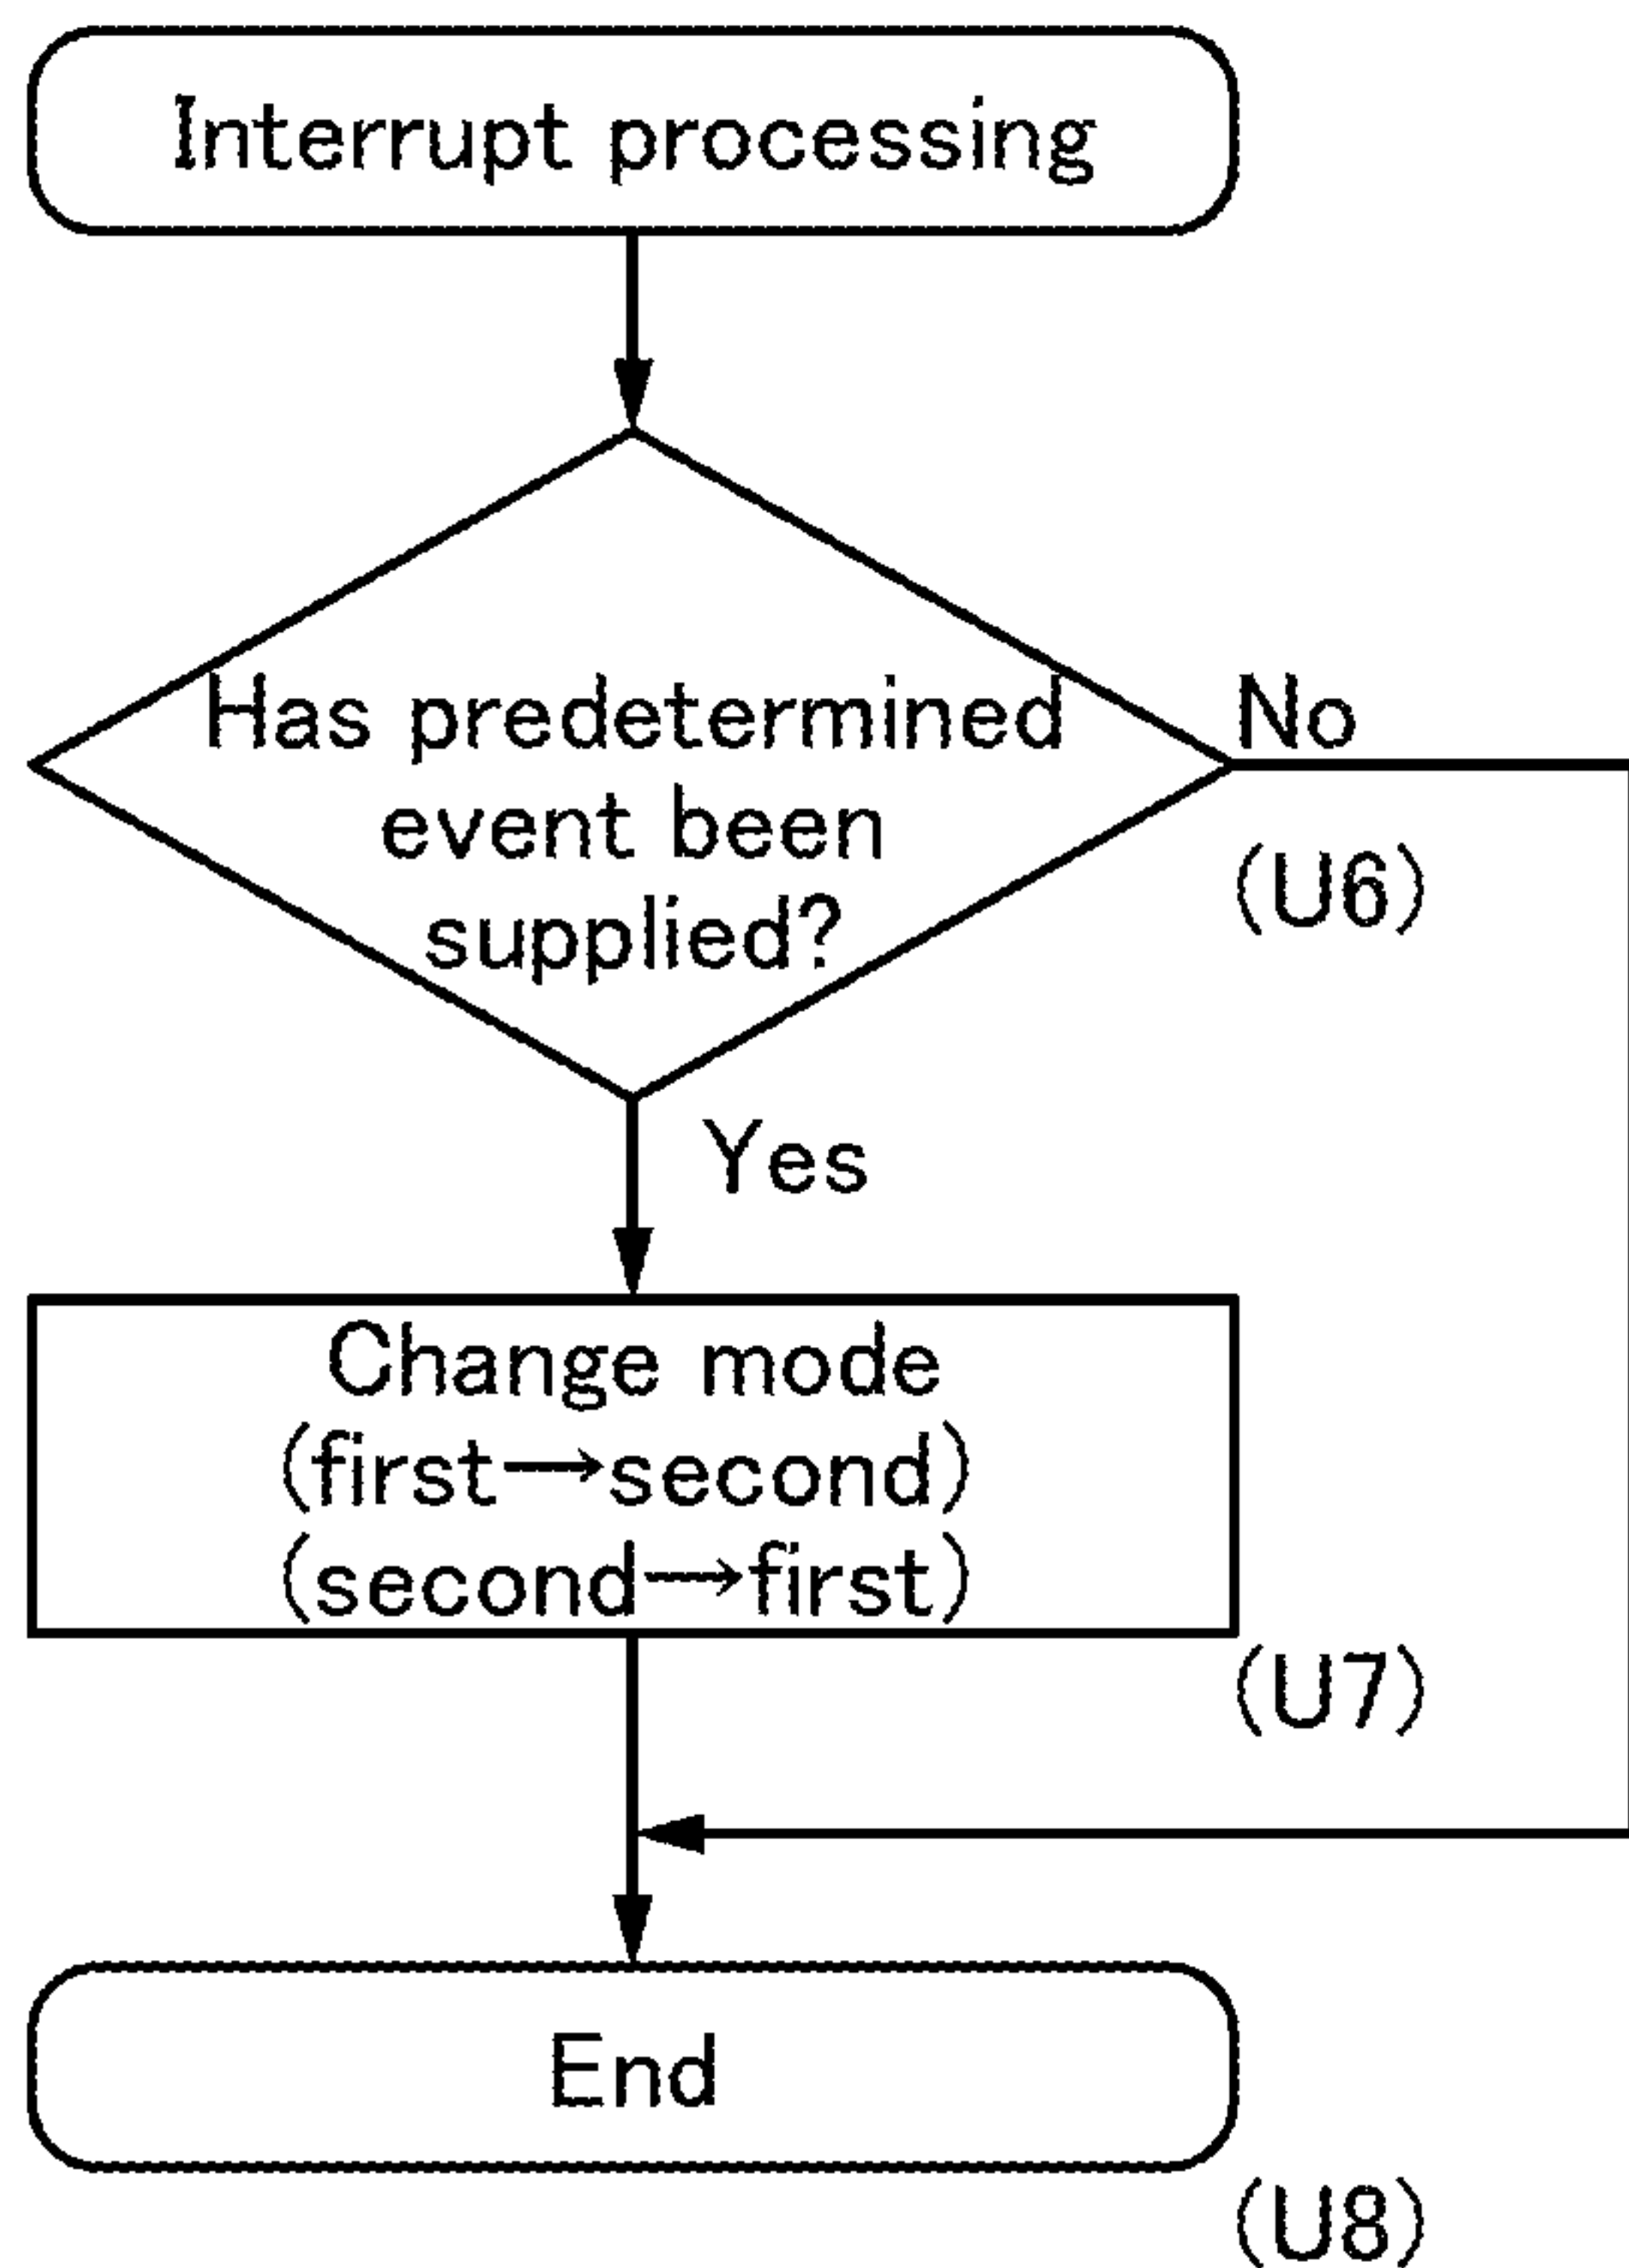 Interrupt processing
Has predetermined
event been
supplied?
No
(U6)
Yes
Change mode
(first→second)
(second→first)
(U7)
End
(U8)